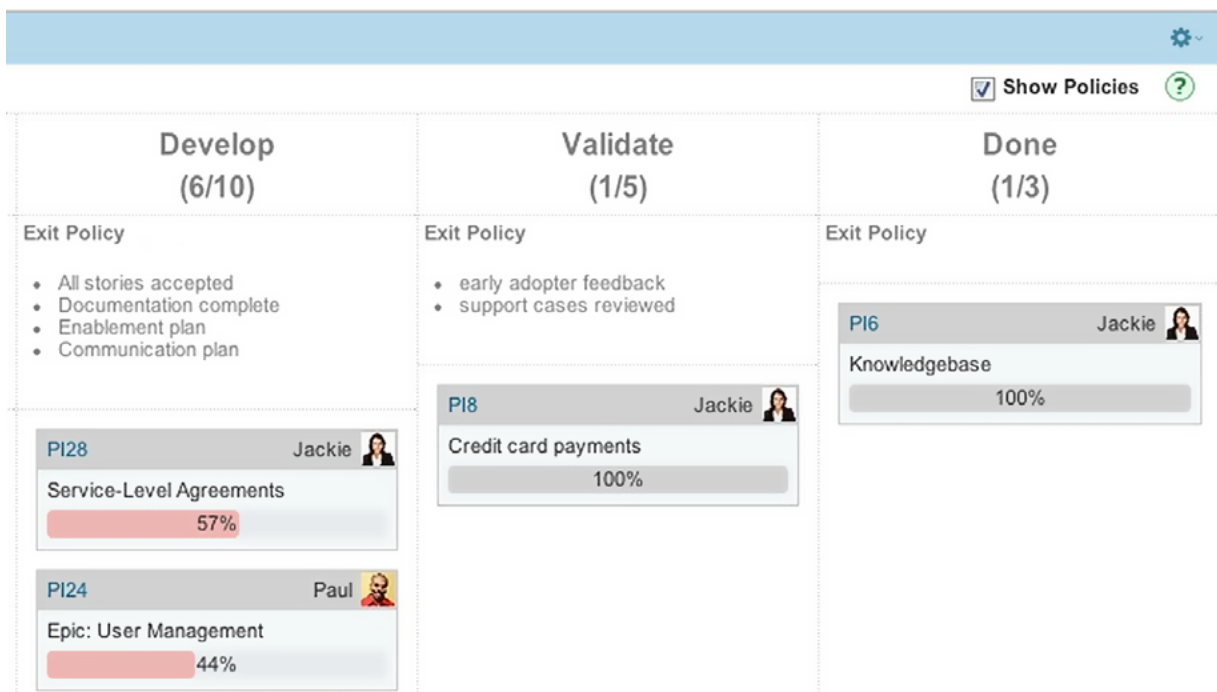 Show Policies ?
Develop
(6/10)
Exit Policy
• All stories accepted
• Documentation complete
• Enablement plan
• Communication plan
PI28 Jackie
Service-Level Agreements
57%
PI24 Paul
Epic: User Management
44%
Validate
(1/5)
Exit Policy
• early adopter feedback
• support cases reviewed
PI8 Jackie
Credit card payments
100%
Done
(1/3)
Exit Policy
PI6 Jackie
Knowledgebase
100%